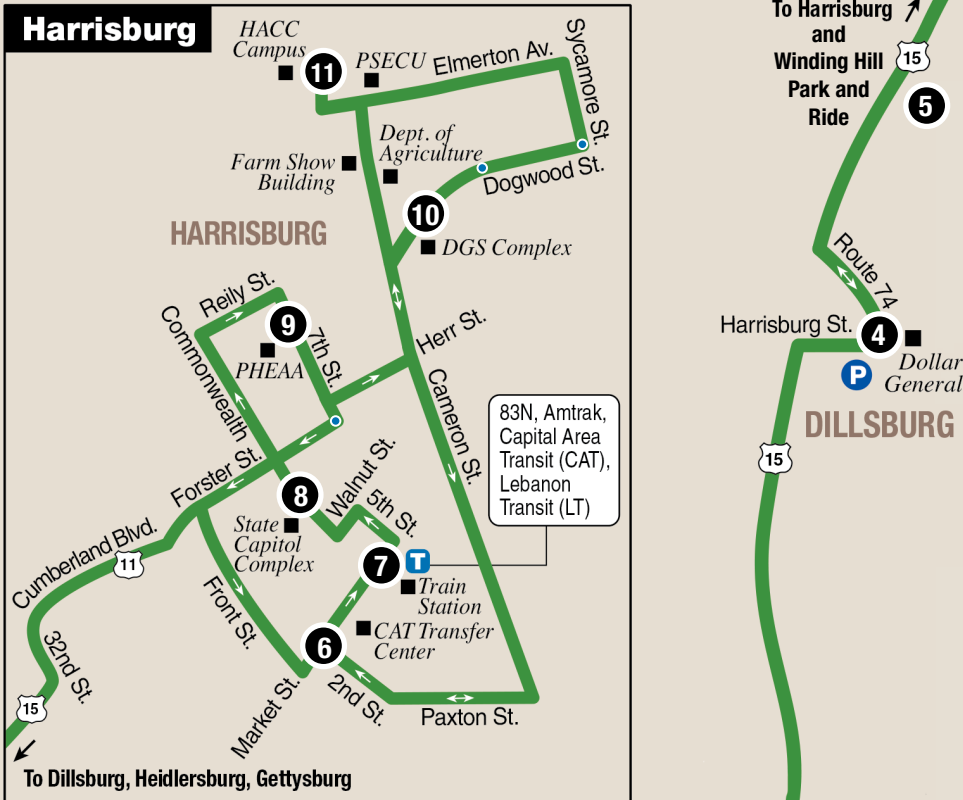 Harrisburg
HACC
Campus
11
PSECU
Elmerton Av.
Sycamore St.
Dept. of
Agriculture
Farm Show
Building
Dogwood St.
10
HARRISBURG
DGS Complex
Reily St.
Commonwealth
9
7th St.
PHEAA
Herr St.
Cameron St.
83N, Amtrak,
Capital Area
Transit (CAT),
Lebanon
Transit (LT)
Forster St.
8
Walnut St.
5th St.
State
Capitol
Complex
Cumberland Blvd.
11
7
T
Train
Station
Front St.
CAT Transfer
Center
6
32nd St.
15
Market St.
2nd St.
Paxton St.
To Dillsburg, Heidlersburg, Gettysburg
To Harrisburg
and
Winding Hill
Park and
Ride
15
5
Route 74
Harrisburg St.
4
P
Dollar
General
DILLSBURG
15